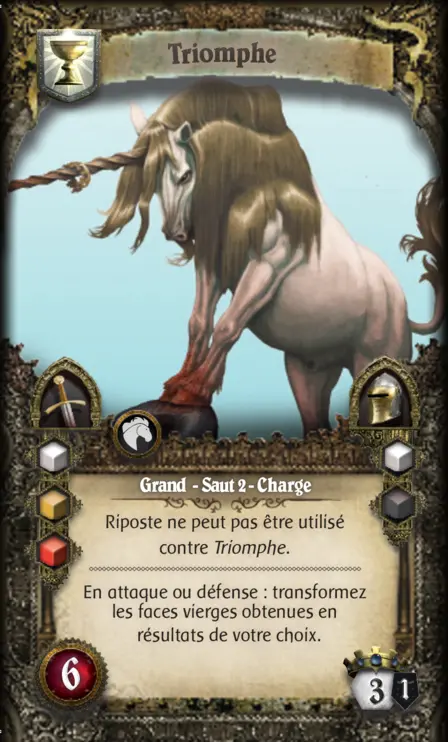 Triomphe
Grand - Saut 2 - Charge
Riposte ne peut pas être utilisé
contre Triomphe.
En attaque ou défense : transformez
les faces vierges obtenues en
résultats de votre choix.
6
3 1